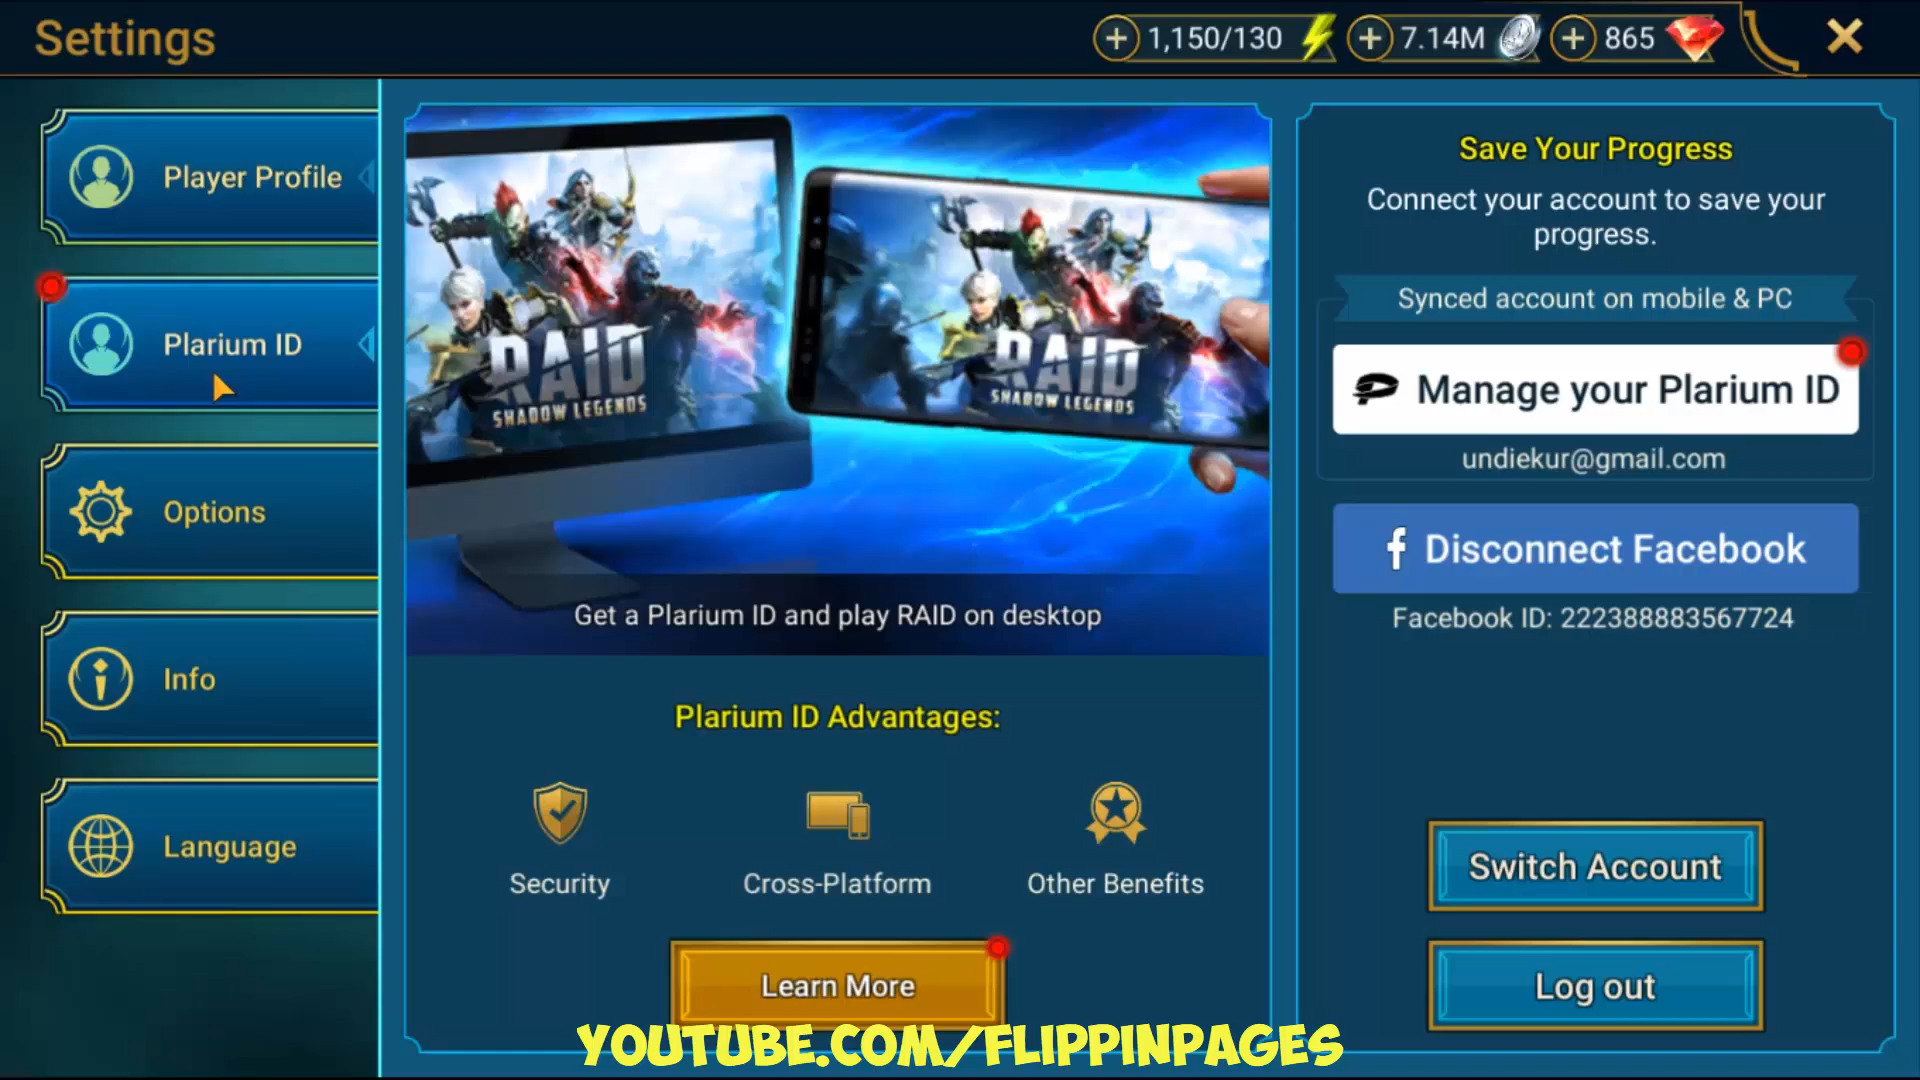 Settings
1,150/130
7.14M
865
Player Profile
Plarium ID
Options
Info
Language
RAID
SHADOW LEGENDS
RAID
SHADOW LEGENDS
Get a Plarium ID and play RAID on desktop
Plarium ID Advantages:
Security
Cross-Platform
Other Benefits
Learn More
Save Your Progress
Connect your account to save your
progress.
Synced account on mobile & PC
Manage your Plarium ID
undiekur@gmail.com
Disconnect Facebook
Facebook ID: 222388883567724
Switch Account
Log out
YOUTUBE.COM/FLIPPINPAGES